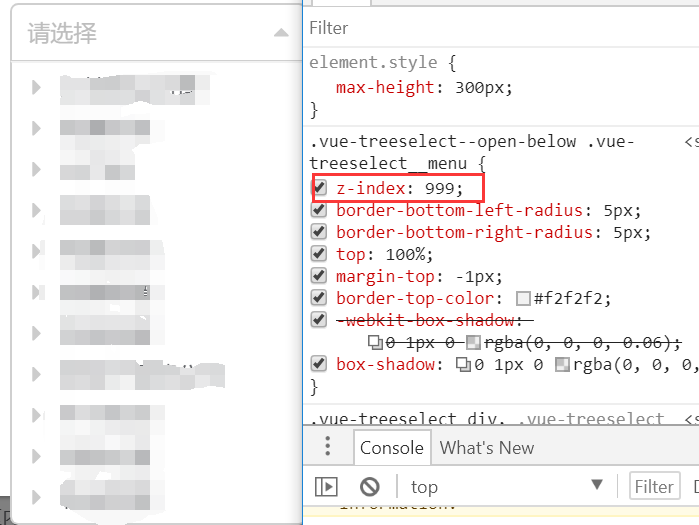 请选择
Filter
element.style {
max-height: 300px;
}
.vue-treeselect--open-below .vue-
treeselect__menu {
<s
z-index: 999;
border-bottom-left-radius: 5px;
border-bottom-right-radius: 5px;
top: 100%;
margin-top: -1px;
border-top-color: #f2f2f2;
-webkit-box-shadow:
0 1px 0 rgba(0, 0, 0, 0.06);
box-shadow: 0 1px 0 rgba(0, 0, 0,
}
.vue-treeselect div, .vue-treeselect <s
Console What's New
top Filter
information.